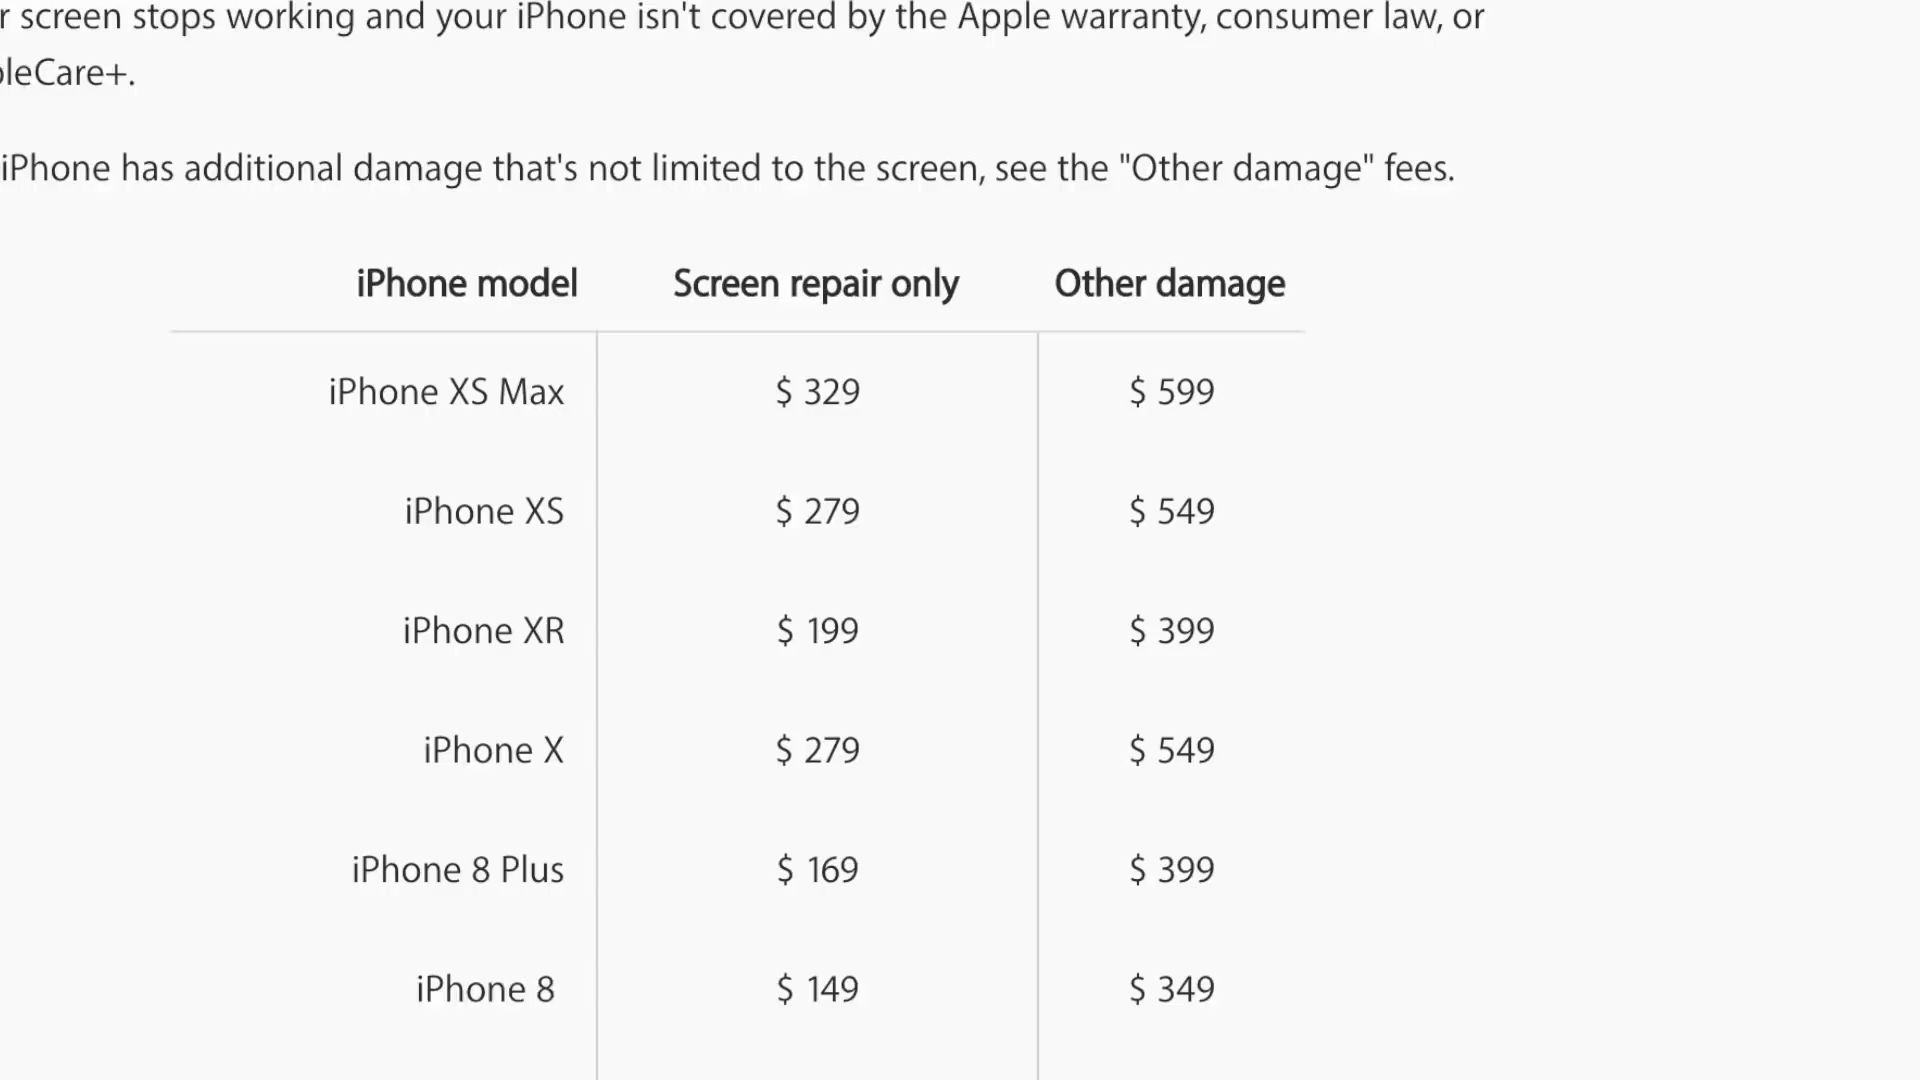 screen stops working and your iPhone isn't covered by the Apple warranty, consumer law, or
leCare+.
iPhone has additional damage that's not limited to the screen, see the "Other damage" fees.
iPhone model Screen repair only Other damage
iPhone XS Max $ 329 $ 599
iPhone XS $ 279 $ 549
iPhone XR $ 199 $ 399
iPhone X $ 279 $ 549
iPhone 8 Plus $ 169 $ 399
iPhone 8 $ 149 $ 349